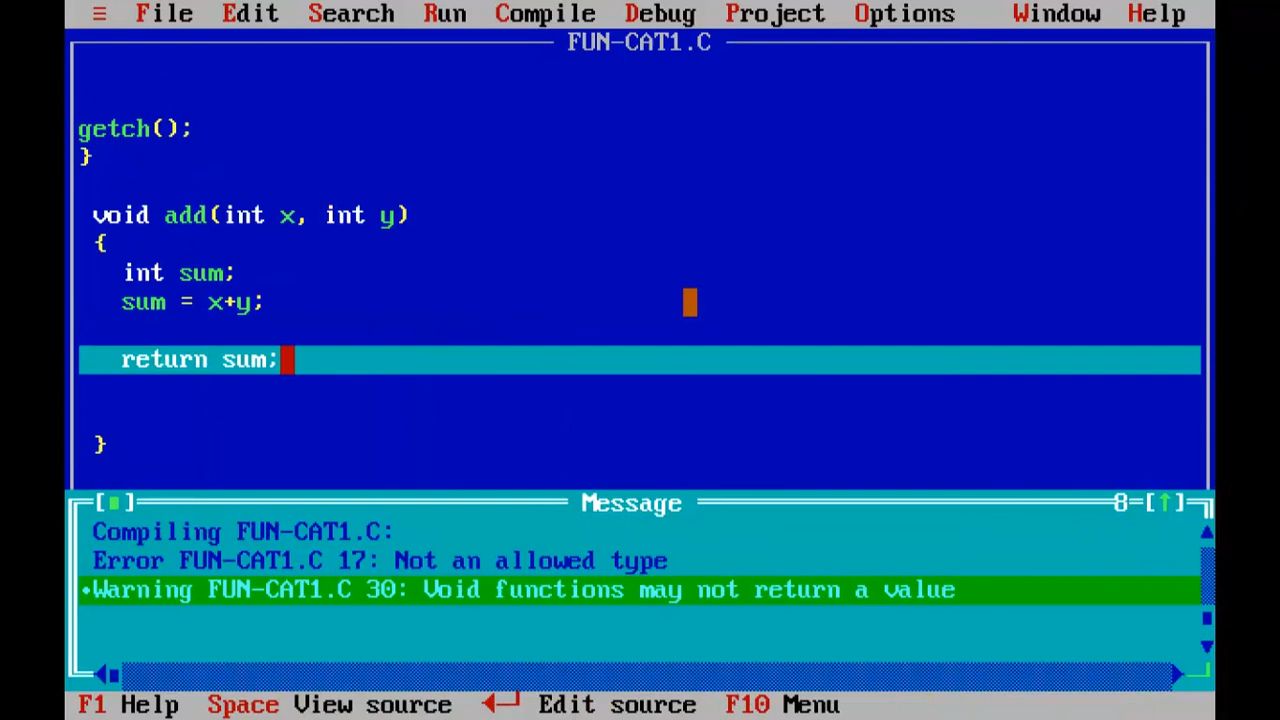 ≡ File Edit Search Run Compile Debug Project Options Window Help
FUN-CAT1.C
getch();
}
void add(int x, int y)
{
int sum;
sum = x+y;
return sum;
}
[■] Message 8=[↑]
Compiling FUN-CAT1.C:
Error FUN-CAT1.C 17: Not an allowed type
•Warning FUN-CAT1.C 30: Void functions may not return a value
F1 Help Space View source ◄─┘ Edit source F10 Menu